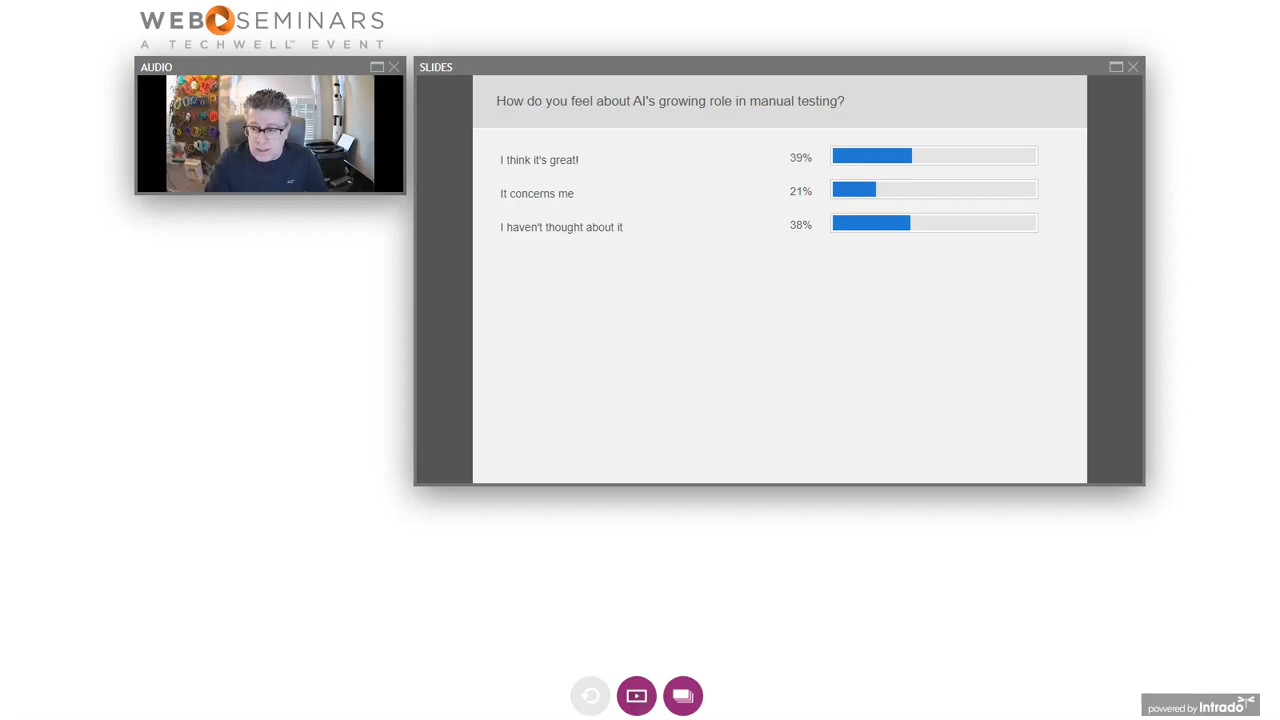 WEB SEMINARS
A TECHWELL™ EVENT
AUDIO
SLIDES
How do you feel about AI's growing role in manual testing?
I think it's great! 39%
It concerns me 21%
I haven't thought about it 38%
powered by Intrado